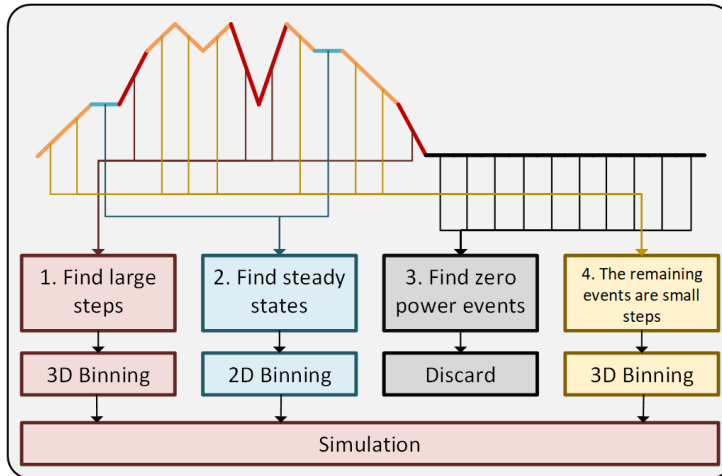 1. Find large
steps
2. Find steady
states
3. Find zero
power events
4. The remaining
events are small
steps
3D Binning
2D Binning
Discard
3D Binning
Simulation